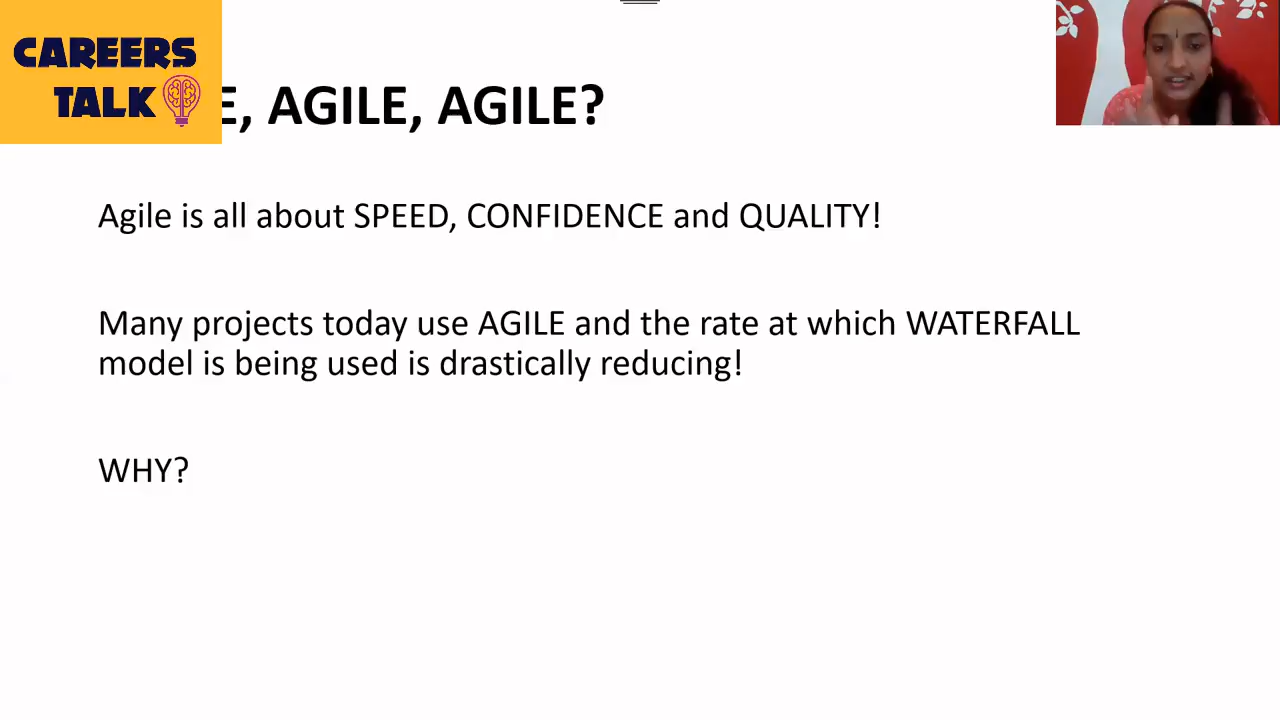 CAREERS
TALK
E, AGILE, AGILE?
Agile is all about SPEED, CONFIDENCE and QUALITY!
Many projects today use AGILE and the rate at which WATERFALL
model is being used is drastically reducing!
WHY?